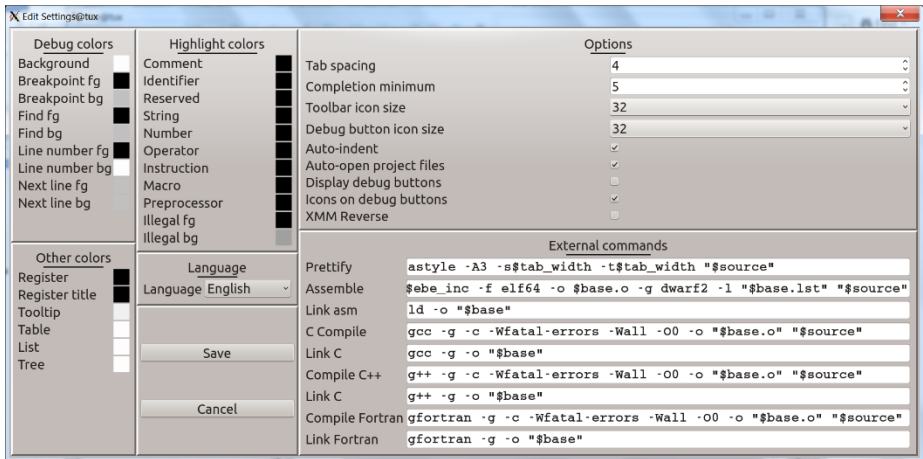 Edit Settings@tux
Debug colors
Background
Breakpoint fg
Breakpoint bg
Find fg
Find bg
Line number fg
Line number bg
Next line fg
Next line bg
Other colors
Register
Register title
Tooltip
Table
List
Tree
Highlight colors
Comment
Identifier
Reserved
String
Number
Operator
Instruction
Macro
Preprocessor
Illegal fg
Illegal bg
Language
Language English
Save
Cancel
Options
Tab spacing 4
Completion minimum 5
Toolbar icon size 32
Debug button icon size 32
Auto-indent
Auto-open project files
Display debug buttons
Icons on debug buttons
XMM Reverse
External commands
Prettify astyle -A3 -s$tab_width -t$tab_width "$source"
Assemble $ebe_inc -f elf64 -o $base.o -g dwarf2 -l "$base.lst" "$source"
Link asm ld -o "$base"
C Compile gcc -g -c -Wfatal-errors -Wall -O0 -o "$base.o" "$source"
Link C gcc -g -o "$base"
Compile C++ g++ -g -c -Wfatal-errors -Wall -O0 -o "$base.o" "$source"
Link C g++ -g -o "$base"
Compile Fortran gfortran -g -c -Wfatal-errors -Wall -O0 -o "$base.o" "$source"
Link Fortran gfortran -g -o "$base"